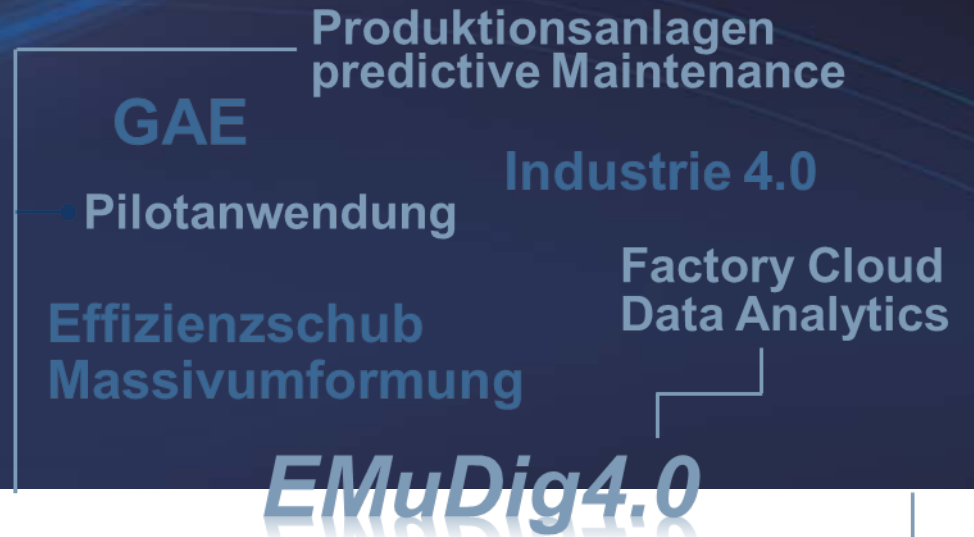 Produktionsanlagen
predictive Maintenance
GAE
Industrie 4.0
Pilotanwendung
Factory Cloud
Data Analytics
Effizienzschub
Massivumformung
EMuDig4.0